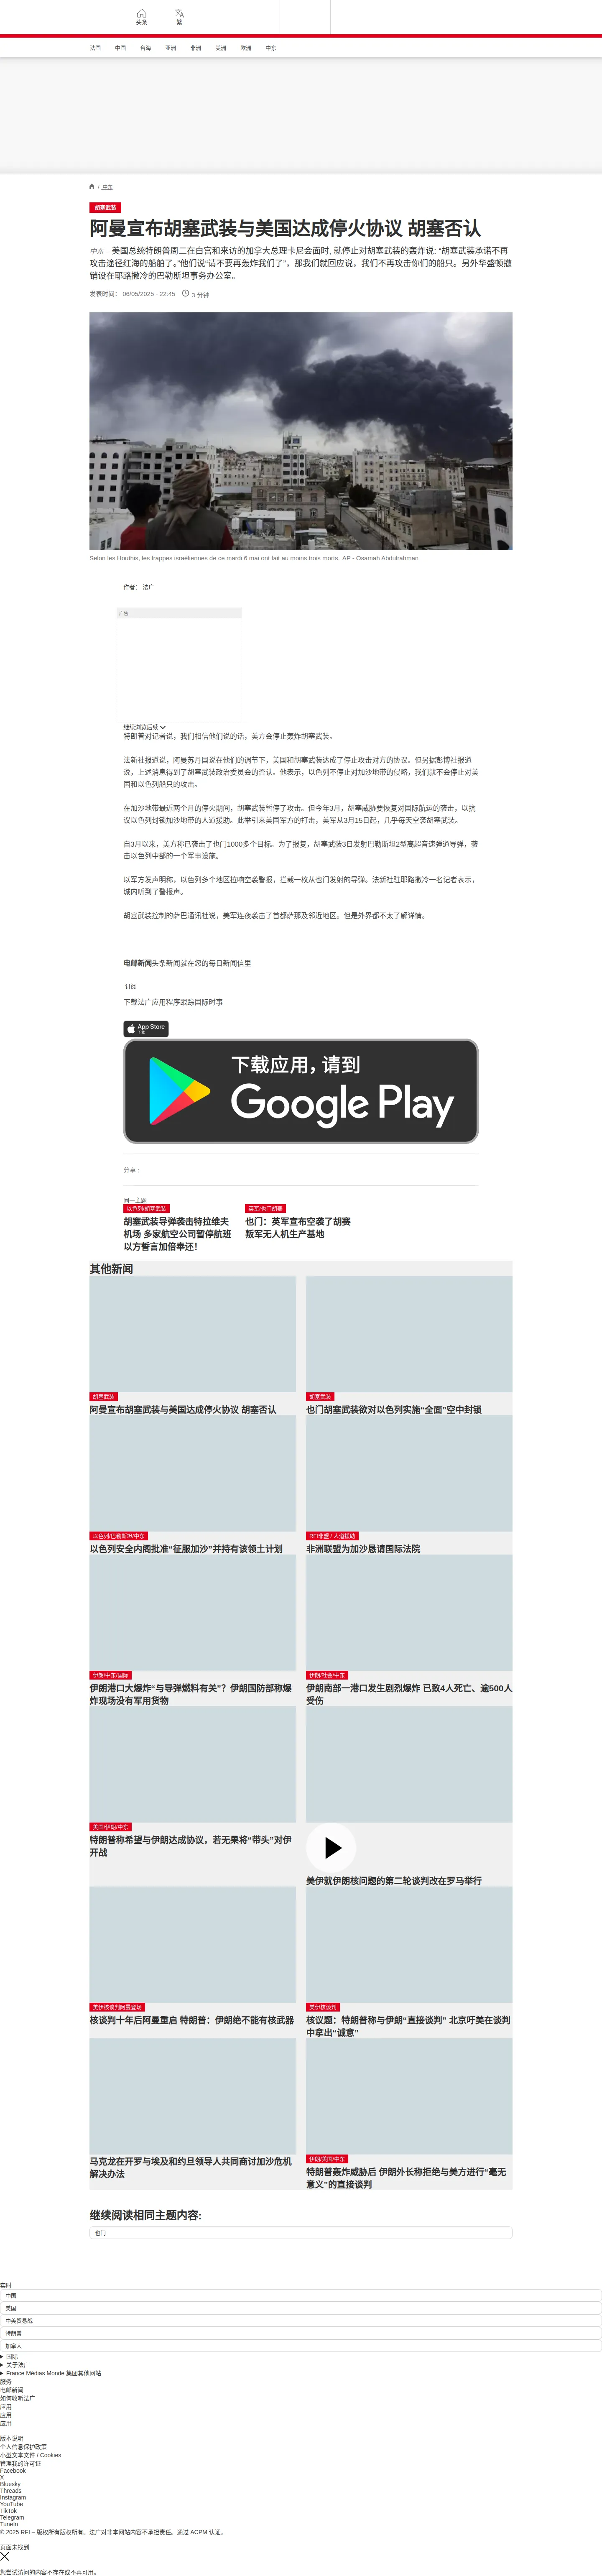 头条
繁
法国
中国
台海
亚洲
非洲
美洲
欧洲
中东
/ 中东
胡塞武装
阿曼宣布胡塞武装与美国达成停火协议 胡塞否认
中东 – 美国总统特朗普周二在白宫和来访的加拿大总理卡尼会面时, 就停止对胡塞武装的轰炸说: “胡塞武装承诺不再
攻击途径红海的船舶了。”他们说“请不要再轰炸我们了”，那我们就回应说，我们不再攻击你们的船只。另外华盛顿撤
销设在耶路撒冷的巴勒斯坦事务办公室。
发表时间： 06/05/2025 - 22:45
3 分钟
Selon les Houthis, les frappes israéliennes de ce mardi 6 mai ont fait au moins trois morts. AP - Osamah Abdulrahman
作者： 法广
广告
继续浏览后续
特朗普对记者说，我们相信他们说的话，美方会停止轰炸胡塞武装。
法新社报道说，阿曼苏丹国说在他们的调节下，美国和胡塞武装达成了停止攻击对方的协议。但另据彭博社报道
说，上述消息得到了胡塞武装政治委员会的否认。他表示，以色列不停止对加沙地带的侵略，我们就不会停止对美
国和以色列船只的攻击。
在加沙地带最近两个月的停火期间，胡塞武装暂停了攻击。但今年3月，胡塞威胁要恢复对国际航运的袭击，以抗
议以色列封锁加沙地带的人道援助。此举引来美国军方的打击，美军从3月15日起，几乎每天空袭胡塞武装。
自3月以来，美方称已袭击了也门1000多个目标。为了报复，胡塞武装3日发射巴勒斯坦2型高超音速弹道导弹，袭
击以色列中部的一个军事设施。
以军方发声明称，以色列多个地区拉响空袭警报，拦截一枚从也门发射的导弹。法新社驻耶路撒冷一名记者表示，
城内听到了警报声。
胡塞武装控制的萨巴通讯社说，美军连夜袭击了首都萨那及邻近地区。但是外界都不太了解详情。
电邮新闻头条新闻就在您的每日新闻信里
订阅
下载法广应用程序跟踪国际时事
App Store
下载
下载应用，请到
Google Play
分享 :
同一主题
以色列/胡塞武装
胡塞武装导弹袭击特拉维夫
机场 多家航空公司暂停航班
以方誓言加倍奉还！
英军/也门胡赛
也门：英军宣布空袭了胡赛
叛军无人机生产基地
其他新闻
胡塞武装
阿曼宣布胡塞武装与美国达成停火协议 胡塞否认
胡塞武装
也门胡塞武装欲对以色列实施“全面”空中封锁
以色列/巴勒斯坦/中东
以色列安全内阁批准“征服加沙”并持有该领土计划
RFI非盟 / 人道援助
非洲联盟为加沙恳请国际法院
伊朗/中东/国际
伊朗港口大爆炸“与导弹燃料有关”？伊朗国防部称爆
炸现场没有军用货物
伊朗/社会/中东
伊朗南部一港口发生剧烈爆炸 已致4人死亡、逾500人
受伤
美国/伊朗/中东
特朗普称希望与伊朗达成协议，若无果将“带头”对伊
开战
美伊就伊朗核问题的第二轮谈判改在罗马举行
美伊核谈判阿曼登场
核谈判十年后阿曼重启 特朗普：伊朗绝不能有核武器
美伊核谈判
核议题：特朗普称与伊朗“直接谈判” 北京吁美在谈判
中拿出“诚意”
马克龙在开罗与埃及和约旦领导人共同商讨加沙危机
解决办法
伊朗/美国/中东
特朗普轰炸威胁后 伊朗外长称拒绝与美方进行“毫无
意义”的直接谈判
继续阅读相同主题内容:
也门
实时
中国
美国
中美贸易战
特朗普
加拿大
国际
关于法广
France Médias Monde 集团其他网站
服务
电邮新闻
如何收听法广
应用
应用
应用
版本说明
个人信息保护政策
小型文本文件 / Cookies
管理我的许可证
Facebook
X
Bluesky
Threads
Instagram
YouTube
TikTok
Telegram
TuneIn
© 2025 RFI – 版权所有版权所有。法广对非本网站内容不承担责任。通过 ACPM 认证。
页面未找到
您尝试访问的内容不存在或不再可用。